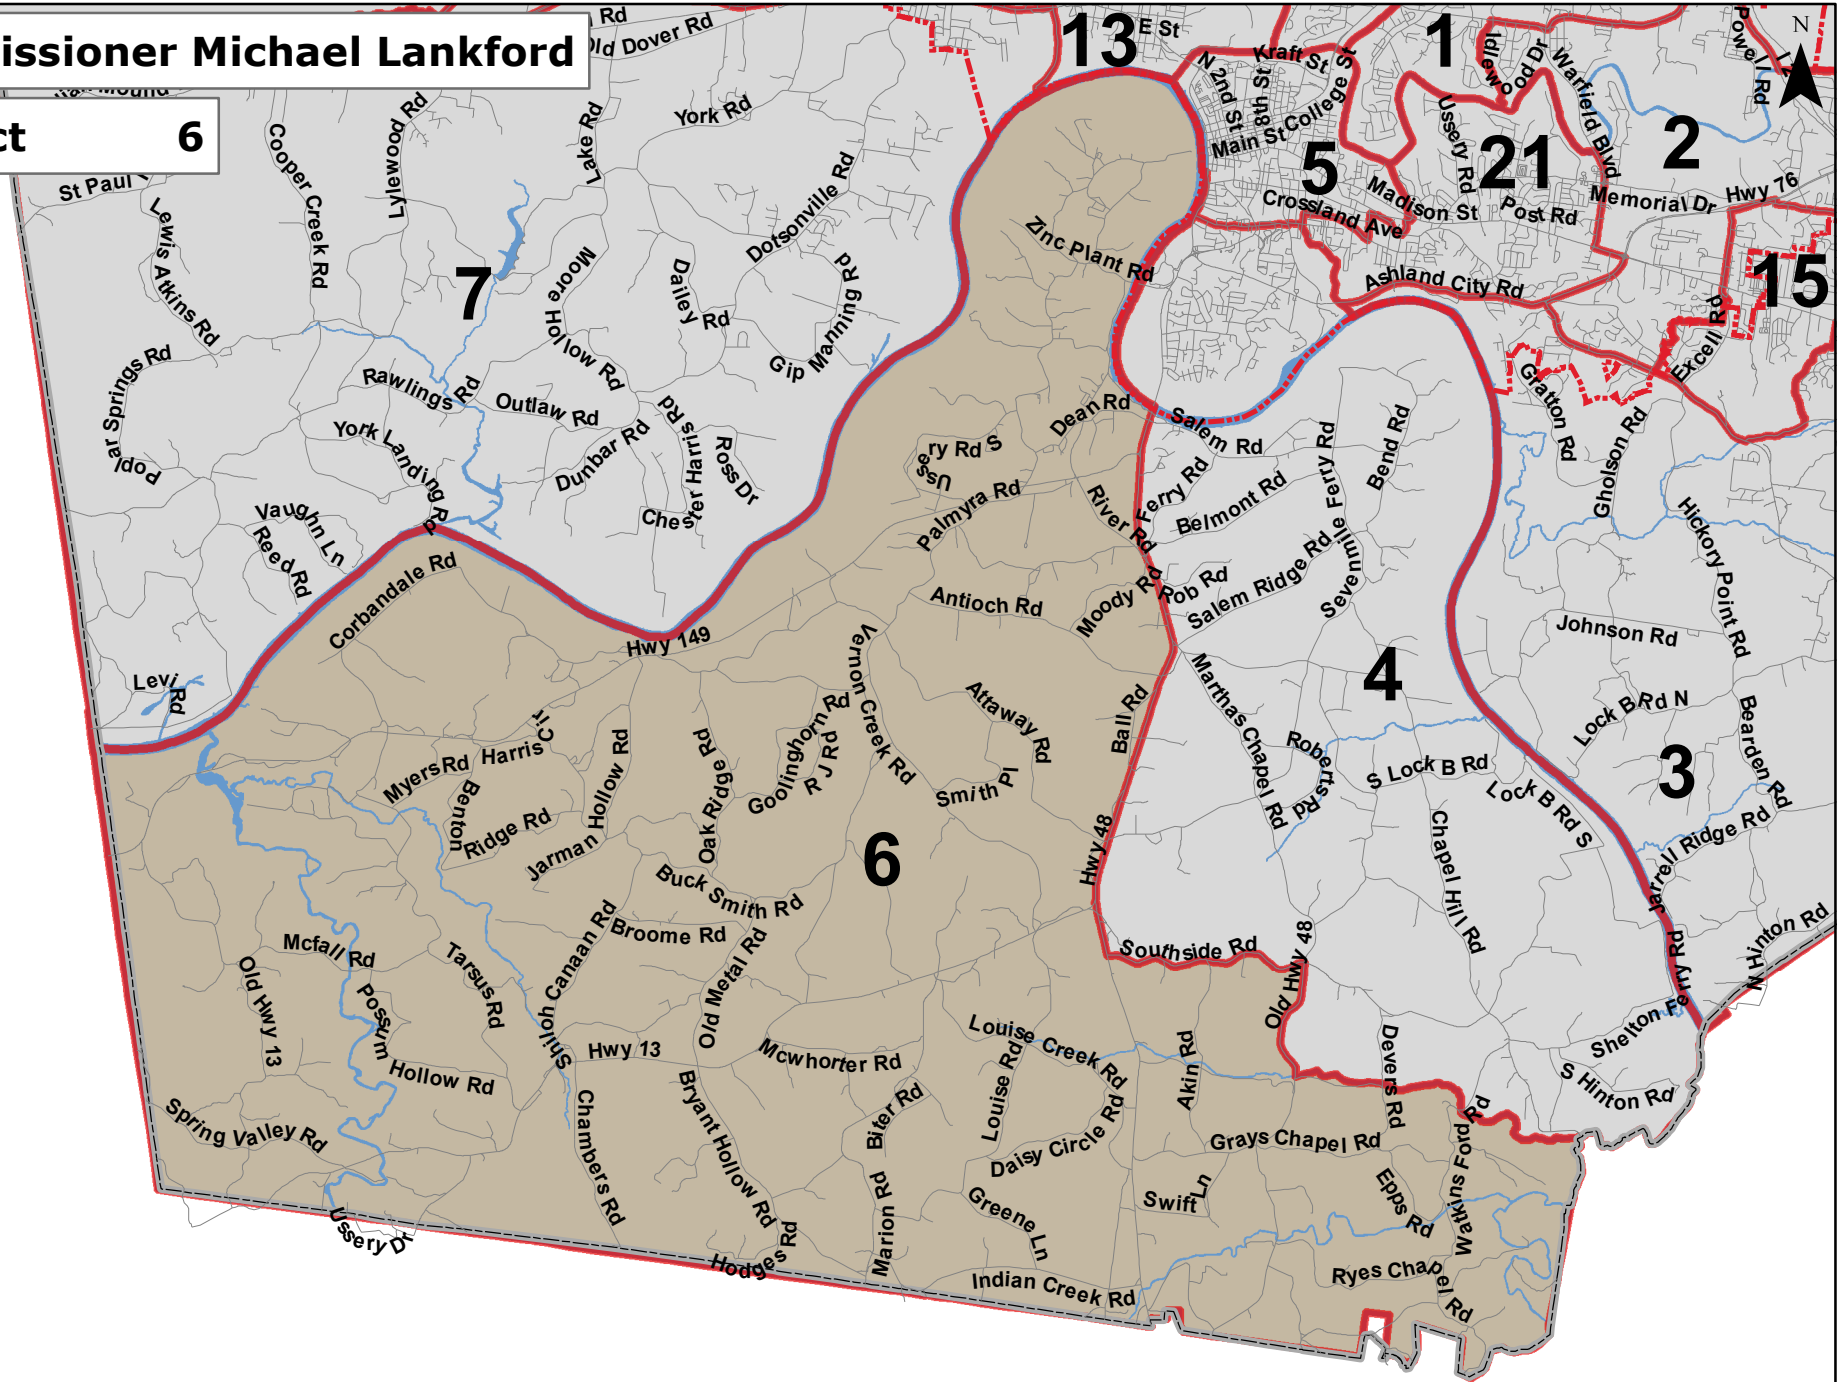 issioner Michael Lankford
ct 6
Rd
Old Dover Rd
13
E St
Kraft St
1
Idlewood Dr
Powell Rd
N
Mound
Cooper Creek Rd
Lylewood Rd
Lake Rd
York Rd
N 2nd St
8th St
College St
Main St
Ussery Rd
Warfield Blvd
2
5
21
St Paul
Lewis Atkins Rd
Dotsonville Rd
Crossland Ave
Madison St
Post Rd
Memorial Dr
Hwy 76
Zinc Plant Rd
7
Moore Hollow Rd
Dailey Rd
Gip Manning Rd
Ashland City Rd
15
Excell Rd
Poplar Springs Rd
Rawlings Rd
Outlaw Rd
York Landing Rd
Dunbar Rd
Chester Harris Rd
Ross Dr
Dean Rd
Salem Rd
Ussery Rd S
Palmyra Rd
River Rd
Ferry Rd
Belmont Rd
Sevenmile Ferry Rd
Bend Rd
Gratton Rd
Gholson Rd
Hickory Point Rd
Vaughn Ln
Reed Rd
Corbandale Rd
Antioch Rd
Moody Rd
Rob Rd
Salem Ridge Rd
Johnson Rd
Hwy 149
Levi Rd
Vernon Creek Rd
Attaway Rd
Ball Rd
Marthas Chapel Rd
4
Lock B Rd N
Bearden Rd
Myers Rd
Harris Cir
Jarman Hollow Rd
Oak Ridge Rd
Goolinghorn Rd
R J Rd
Smith Pl
Roberts Rd
S Lock B Rd
Lock B Rd S
3
Benton Ridge Rd
6
Hwy 48
Chapel Hill Rd
Jarrell Ridge Rd
Buck Smith Rd
Broome Rd
Mcfall Rd
Old Hwy 13
Tarsus Rd
Shiloh Canaan Rd
Old Metal Rd
Southside Rd
Old Hwy 48
N Hinton Rd
Possum Hollow Rd
Hwy 13
Mcwhorter Rd
Louise Creek Rd
Louise Rd
Akin Rd
Devers Rd
Shelton Ferry Rd
S Hinton Rd
Spring Valley Rd
Chambers Rd
Bryant Hollow Rd
Biter Rd
Daisy Circle Rd
Grays Chapel Rd
Watkins Ford Rd
Ussery Dr
Hodges Rd
Marion Rd
Greene Ln
Swift Ln
Epps Rd
Indian Creek Rd
Ryes Chapel Rd